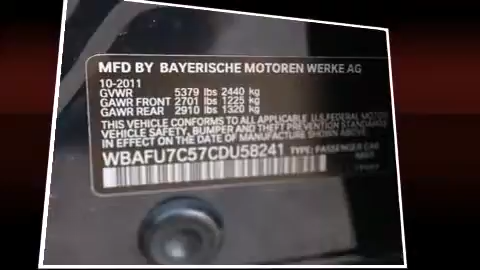 MFD BY BAYERISCHE MOTOREN WERKE AG
10-2011
GVWR 5379 lbs 2440 kg
GAWR FRONT 2701 lbs 1225 kg
GAWR REAR 2910 lbs 1320 kg
THIS VEHICLE CONFORMS TO ALL APPLICABLE U.S.FEDERAL MOTOR
VEHICLE SAFETY, BUMPER AND THEFT PREVENTION STANDARDS
IN EFFECT ON THE DATE OF MANUFACTURE SHOWN ABOVE
WBAFU7C57CDU58241 TYPE: PASSENGER CAR